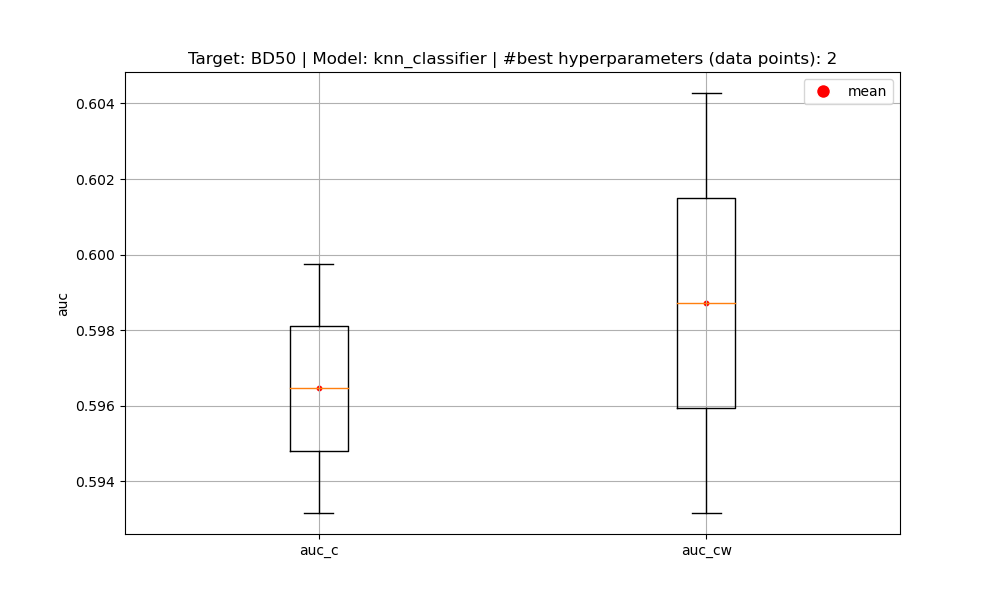 Target: BD50 | Model: knn_classifier | #best hyperparameters (data points): 2
mean
0.604
0.602
0.600
0.598
0.596
0.594
auc
auc_c
auc_cw